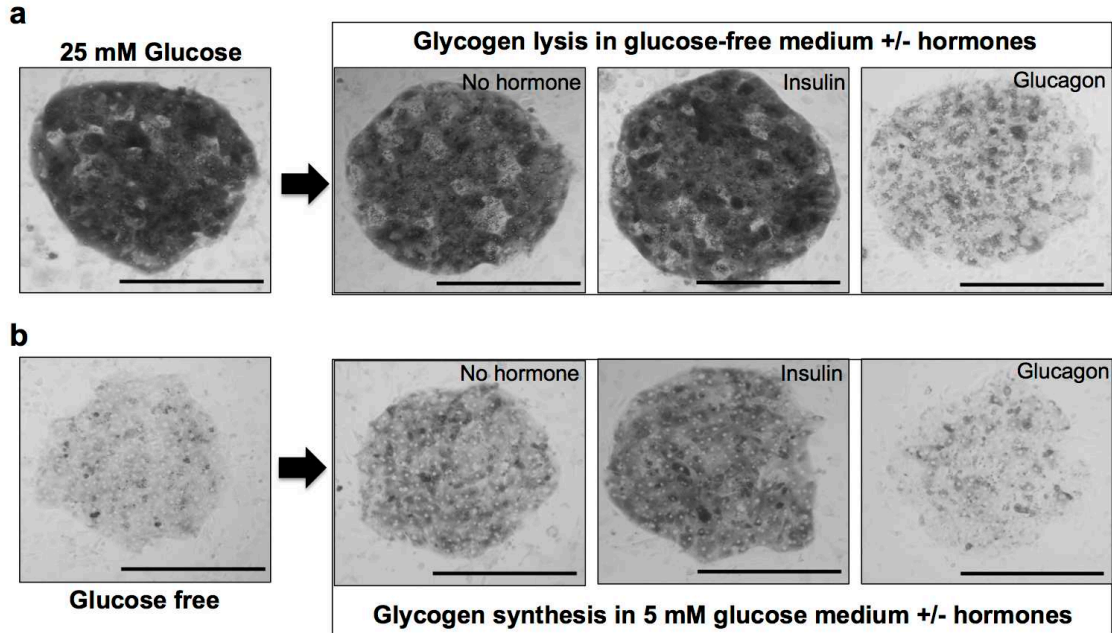 a
25 mM Glucose
Glycogen lysis in glucose-free medium +/- hormones
No hormone
Insulin
Glucagon
b
No hormone
Insulin
Glucagon
Glucose free
Glycogen synthesis in 5 mM glucose medium +/- hormones